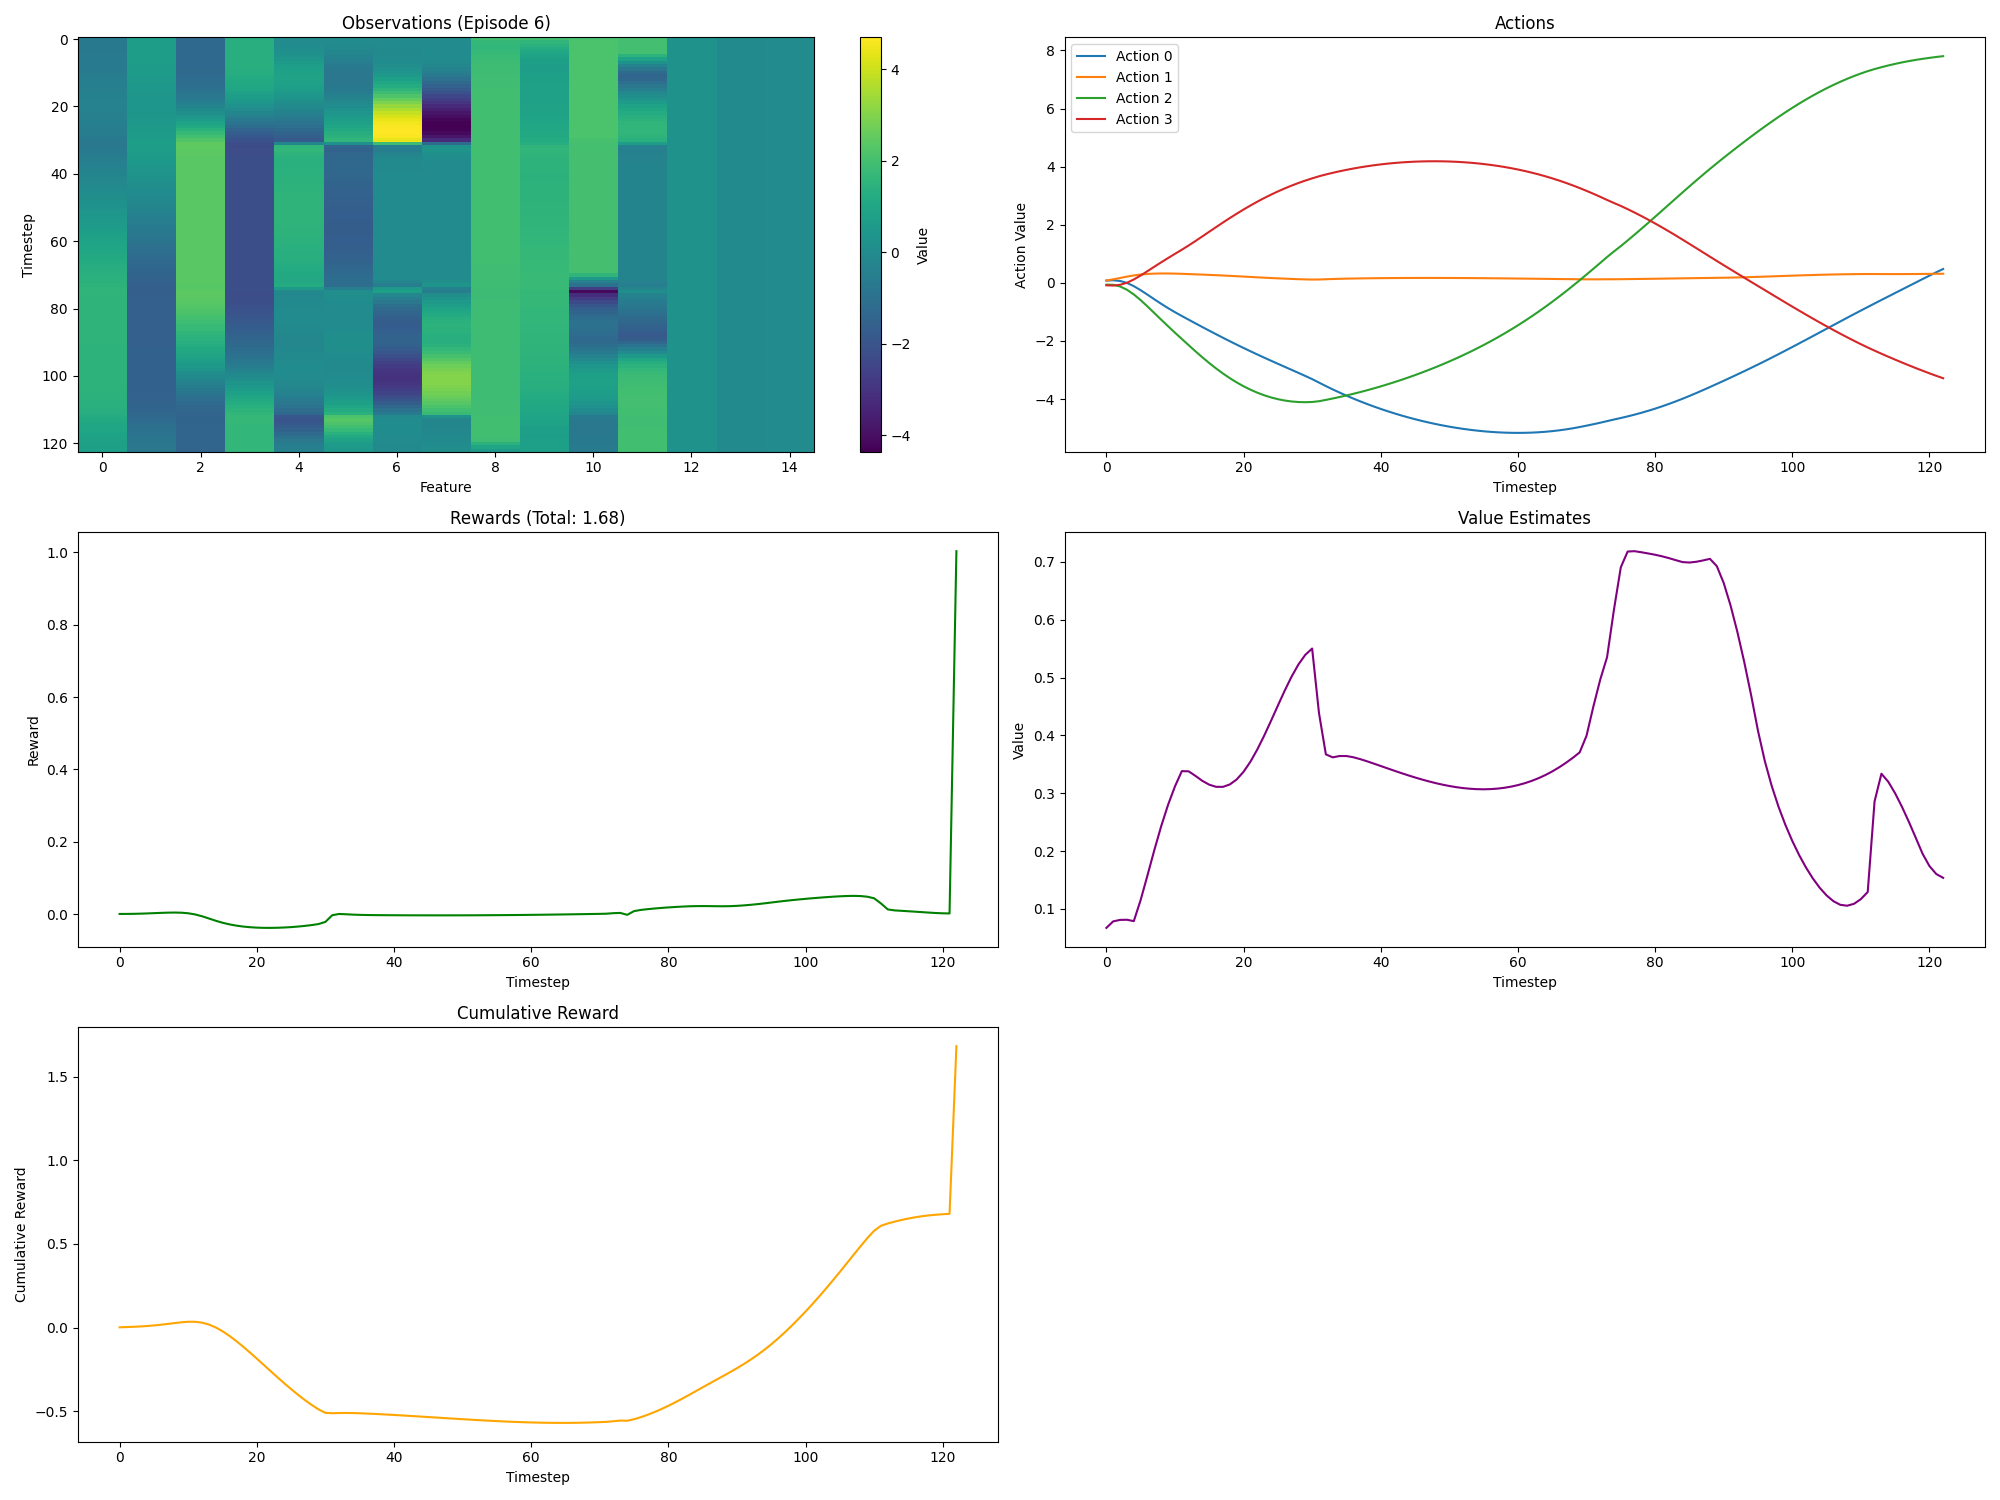 Observations (Episode 6)
0
20
40
60
80
100
120
Timestep
0 2 4 6 8 10 12 14
Feature
4
2
0
−2
−4
Value
Actions
8
6
4
2
0
−2
−4
Action Value
Action 0
Action 1
Action 2
Action 3
0 20 40 60 80 100 120
Timestep
Rewards (Total: 1.68)
1.0
0.8
0.6
0.4
0.2
0.0
Reward
0 20 40 60 80 100 120
Timestep
Value Estimates
0.7
0.6
0.5
0.4
0.3
0.2
0.1
Value
0 20 40 60 80 100 120
Timestep
Cumulative Reward
1.5
1.0
0.5
0.0
−0.5
Cumulative Reward
0 20 40 60 80 100 120
Timestep